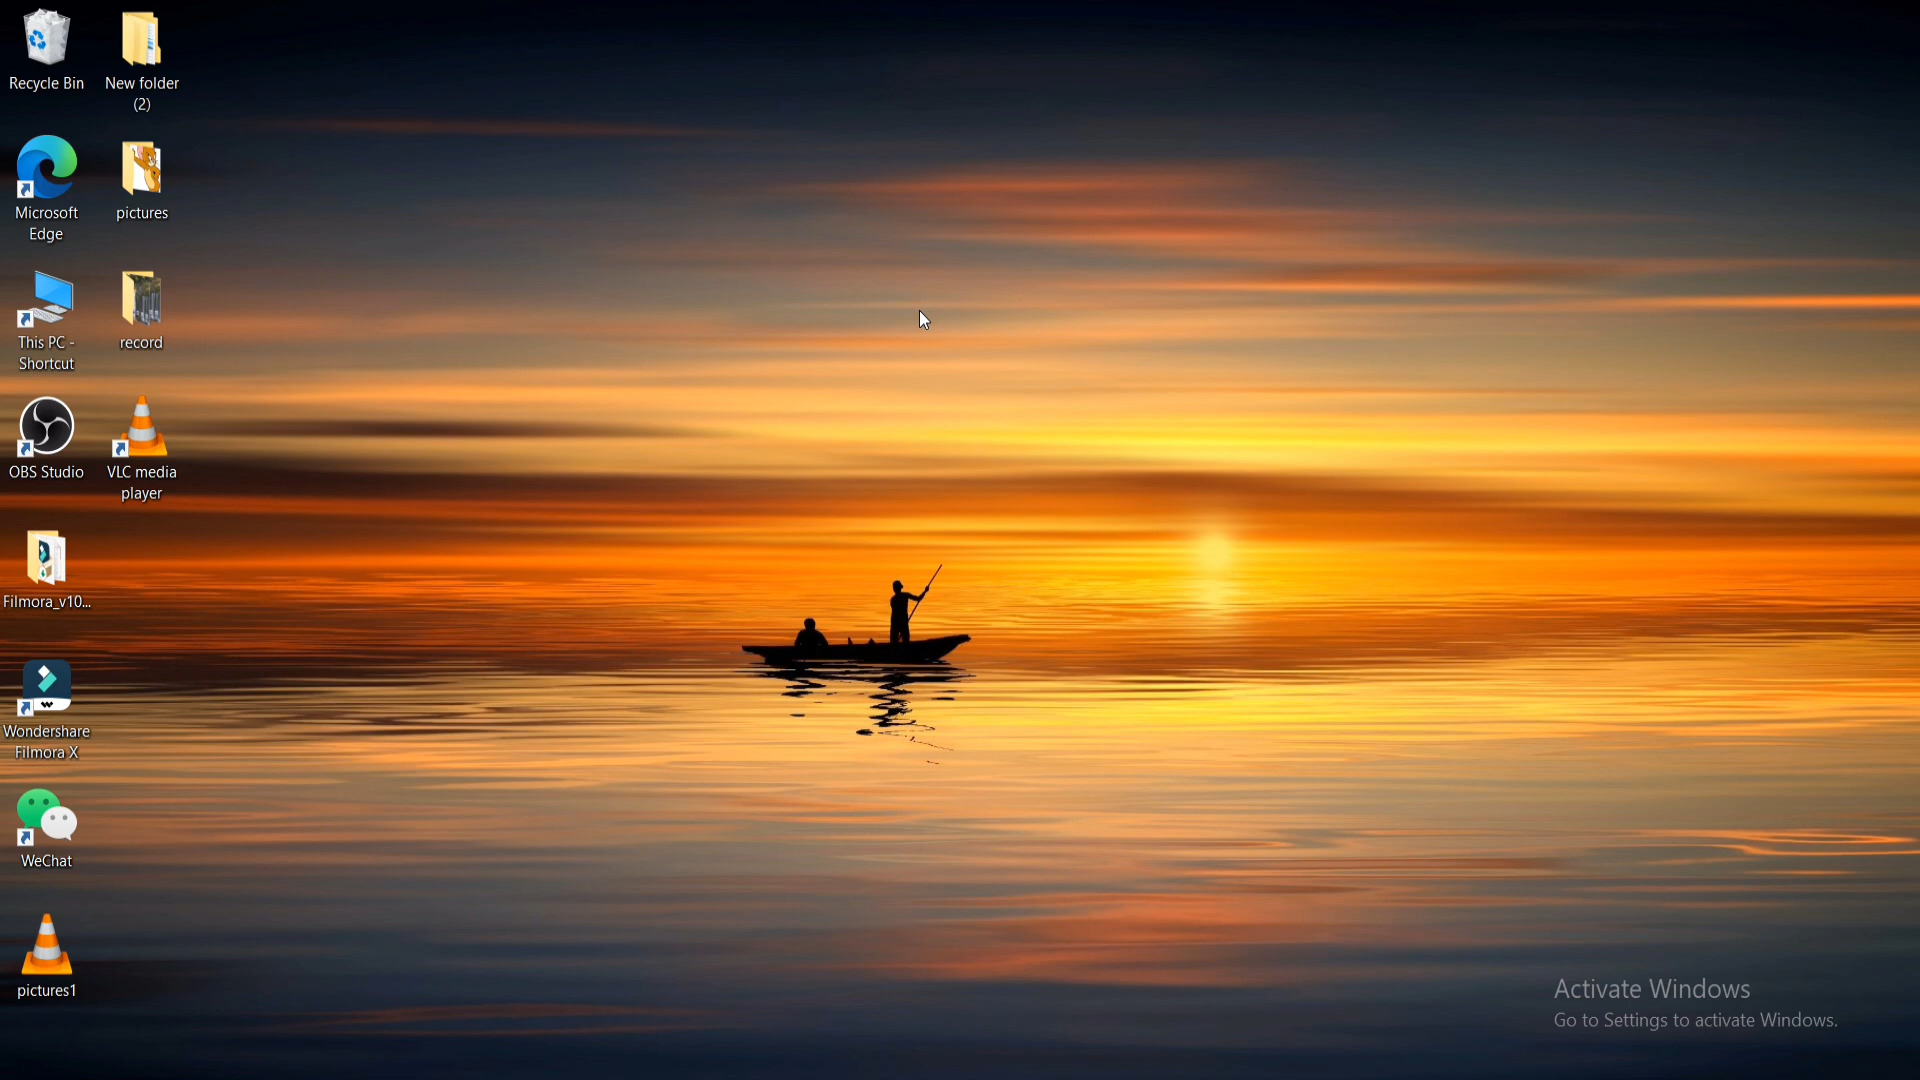 Recycle Bin
New folder
(2)
Microsoft
Edge
pictures
This PC -
Shortcut
record
OBS Studio
VLC media
player
Filmora_v10...
Wondershare
Filmora X
WeChat
pictures1
Activate Windows
Go to Settings to activate Windows.